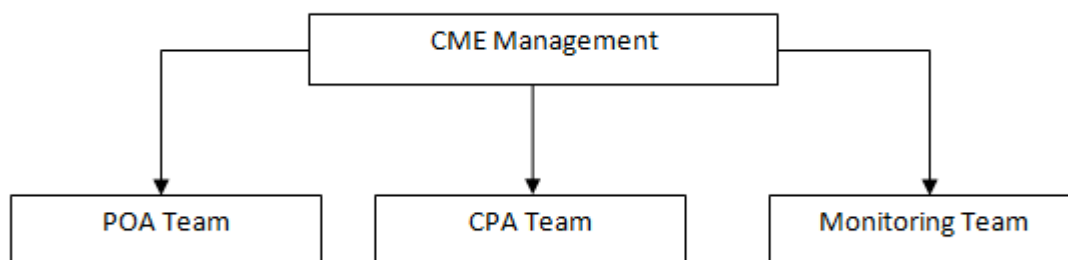 CME Management
POA Team
CPA Team
Monitoring Team